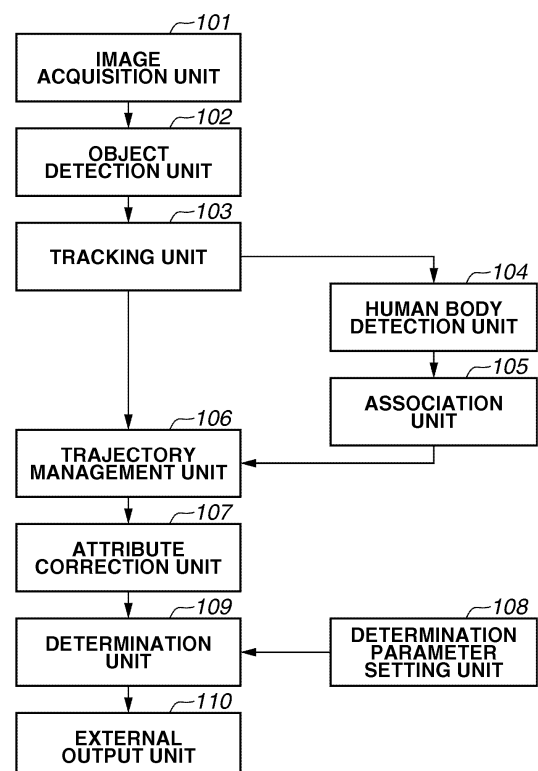 101
IMAGE
ACQUISITION UNIT
102
OBJECT
DETECTION UNIT
103
TRACKING UNIT
104
HUMAN BODY
DETECTION UNIT
105
ASSOCIATION
UNIT
106
TRAJECTORY
MANAGEMENT UNIT
107
ATTRIBUTE
CORRECTION UNIT
109
DETERMINATION
UNIT
108
DETERMINATION
PARAMETER
SETTING UNIT
110
EXTERNAL
OUTPUT UNIT